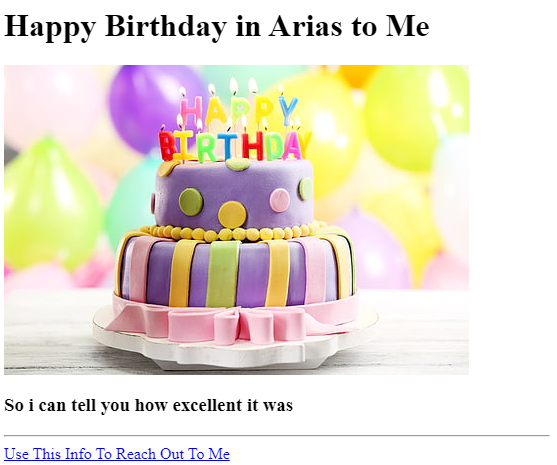 Happy Birthday in Arias to Me
HAPPY
BIRTHDAY
So i can tell you how excellent it was
Use This Info To Reach Out To Me